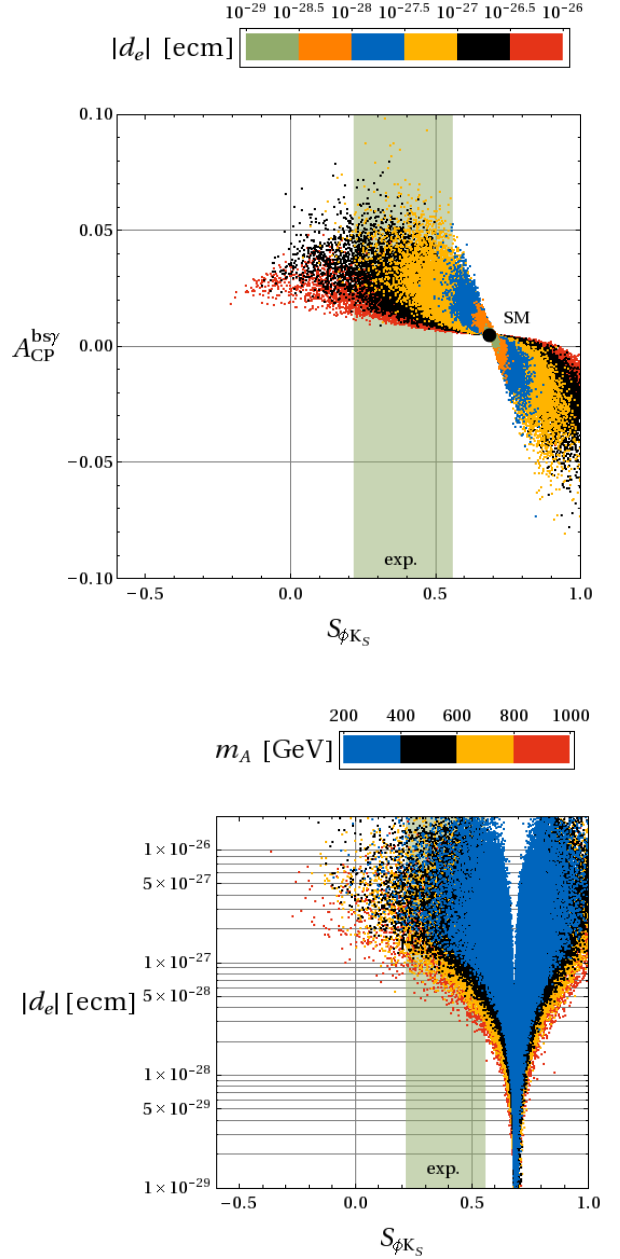 10⁻²⁹ 10⁻²⁸·⁵ 10⁻²⁸ 10⁻²⁷·⁵ 10⁻²⁷ 10⁻²⁶·⁵ 10⁻²⁶
|dₑ| [ecm]
0.10
0.05
SM
A_CP^bsγ 0.00
−0.05
exp.
−0.10
−0.5 0.0 0.5 1.0
S_ϕK_S
200 400 600 800 1000
m_A [GeV]
1×10⁻²⁶
5×10⁻²⁷
1×10⁻²⁷
|dₑ| [ecm] 5×10⁻²⁸
1×10⁻²⁸
5×10⁻²⁹
exp.
1×10⁻²⁹
−0.5 0.0 0.5 1.0
S_ϕK_S